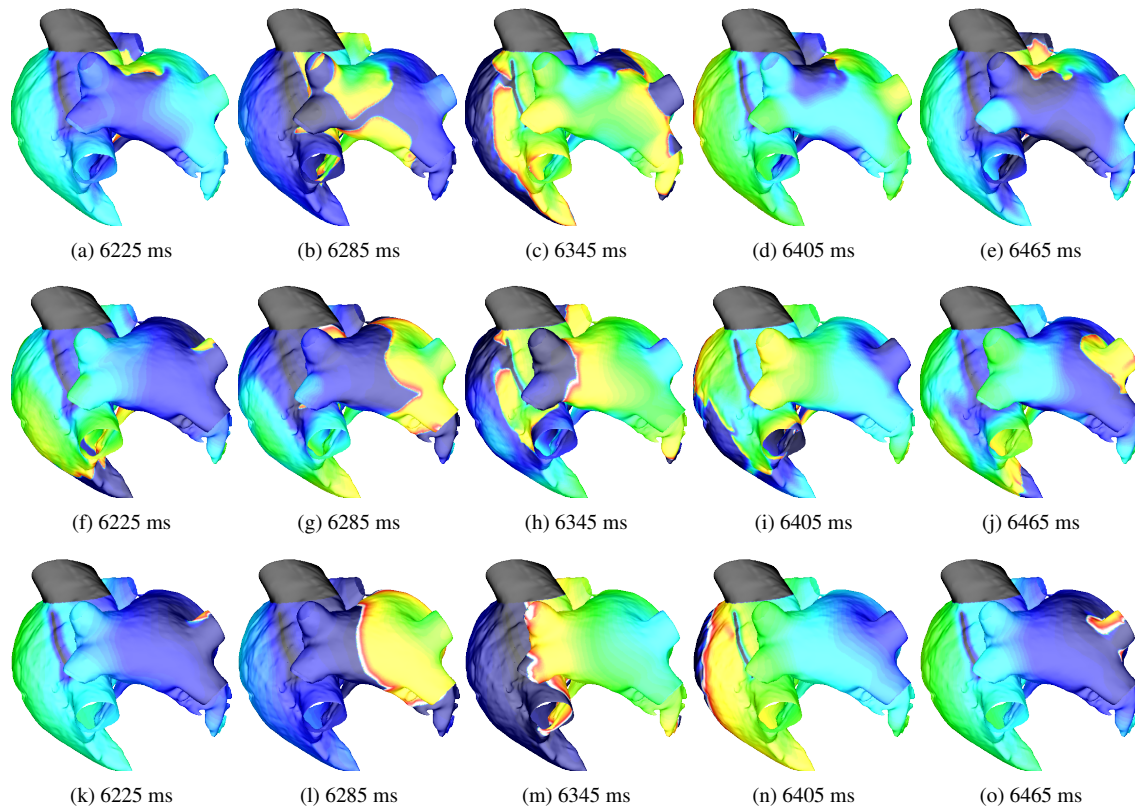 (a) 6225 ms (b) 6285 ms (c) 6345 ms (d) 6405 ms (e) 6465 ms
(f) 6225 ms (g) 6285 ms (h) 6345 ms (i) 6405 ms (j) 6465 ms
(k) 6225 ms (l) 6285 ms (m) 6345 ms (n) 6405 ms (o) 6465 ms